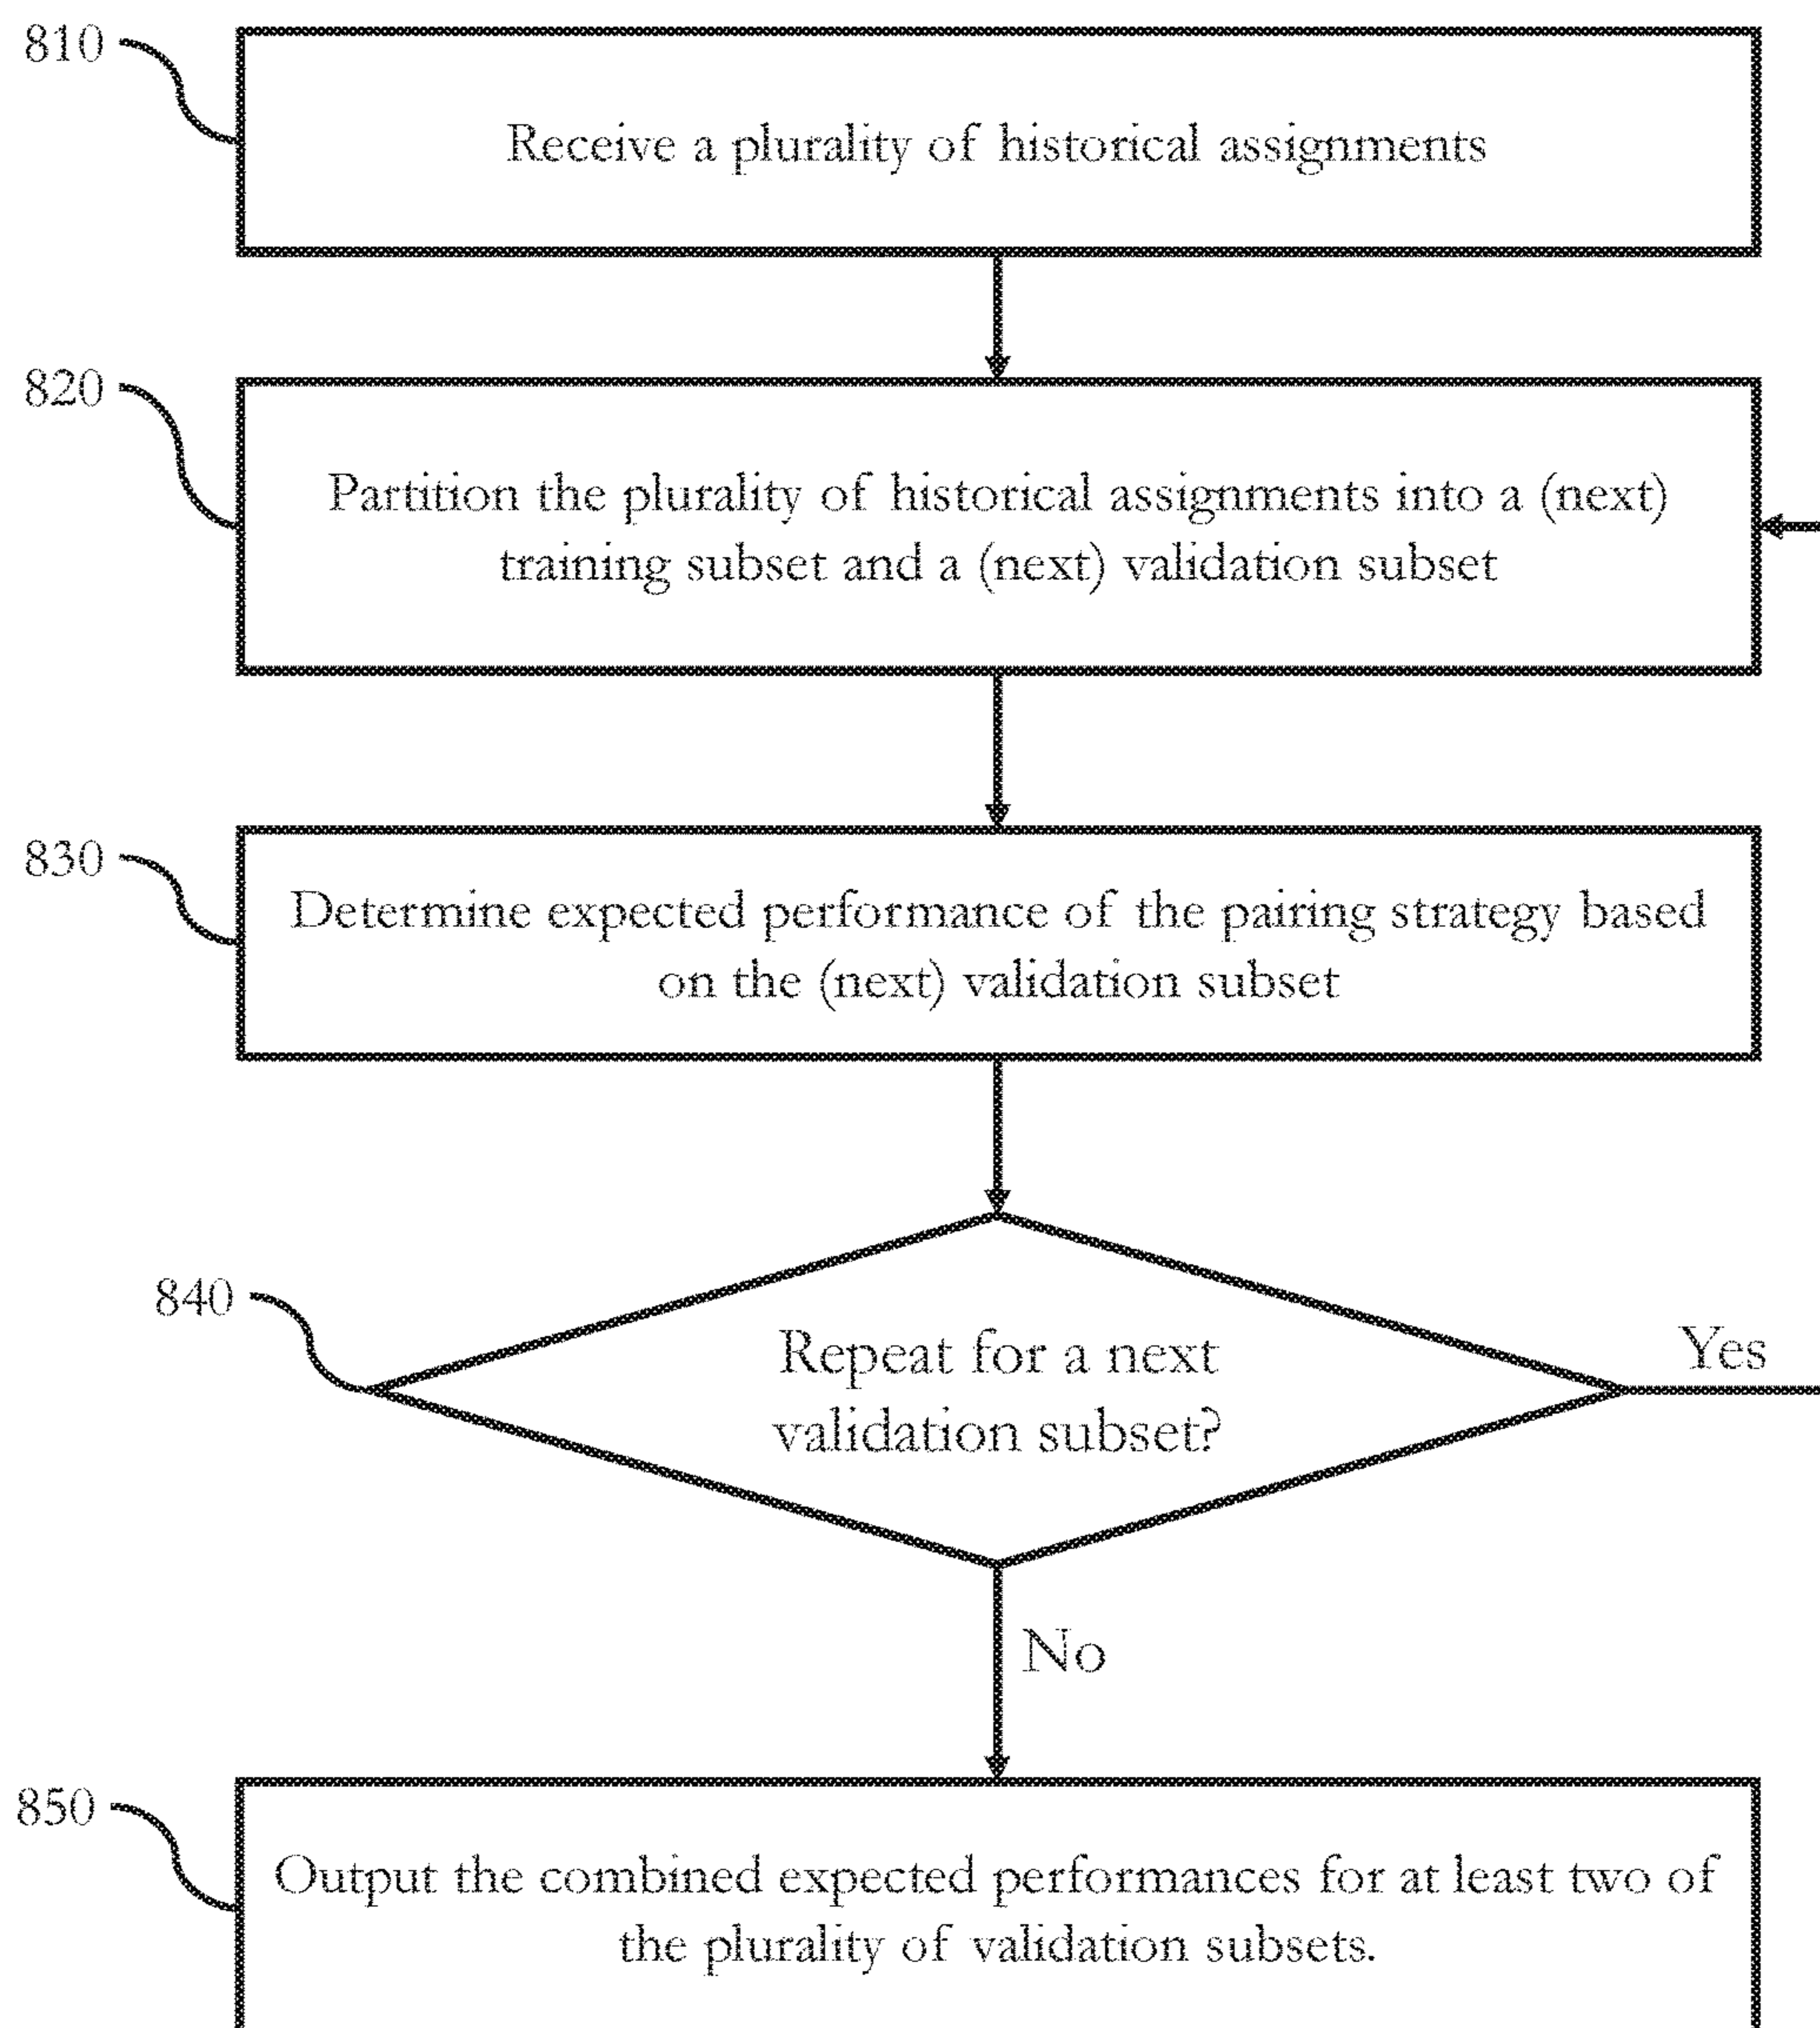 810
Receive a plurality of historical assignments
820
Partition the plurality of historical assignments into a (next)
training subset and a (next) validation subset
830
Determine expected performance of the pairing strategy based
on the (next) validation subset
840
Repeat for a next
validation subset?
Yes
No
850
Output the combined expected performances for at least two of
the plurality of validation subsets.